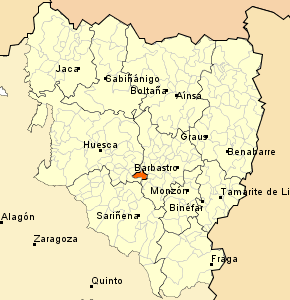 Jaca
Sabiñánigo
Boltaña
Aínsa
Graus
Huesca
Benabarre
Barbastro
Monzón
Tamarite de Li
Binéfar
Sariñena
Alagón
Zaragoza
Fraga
Quinto